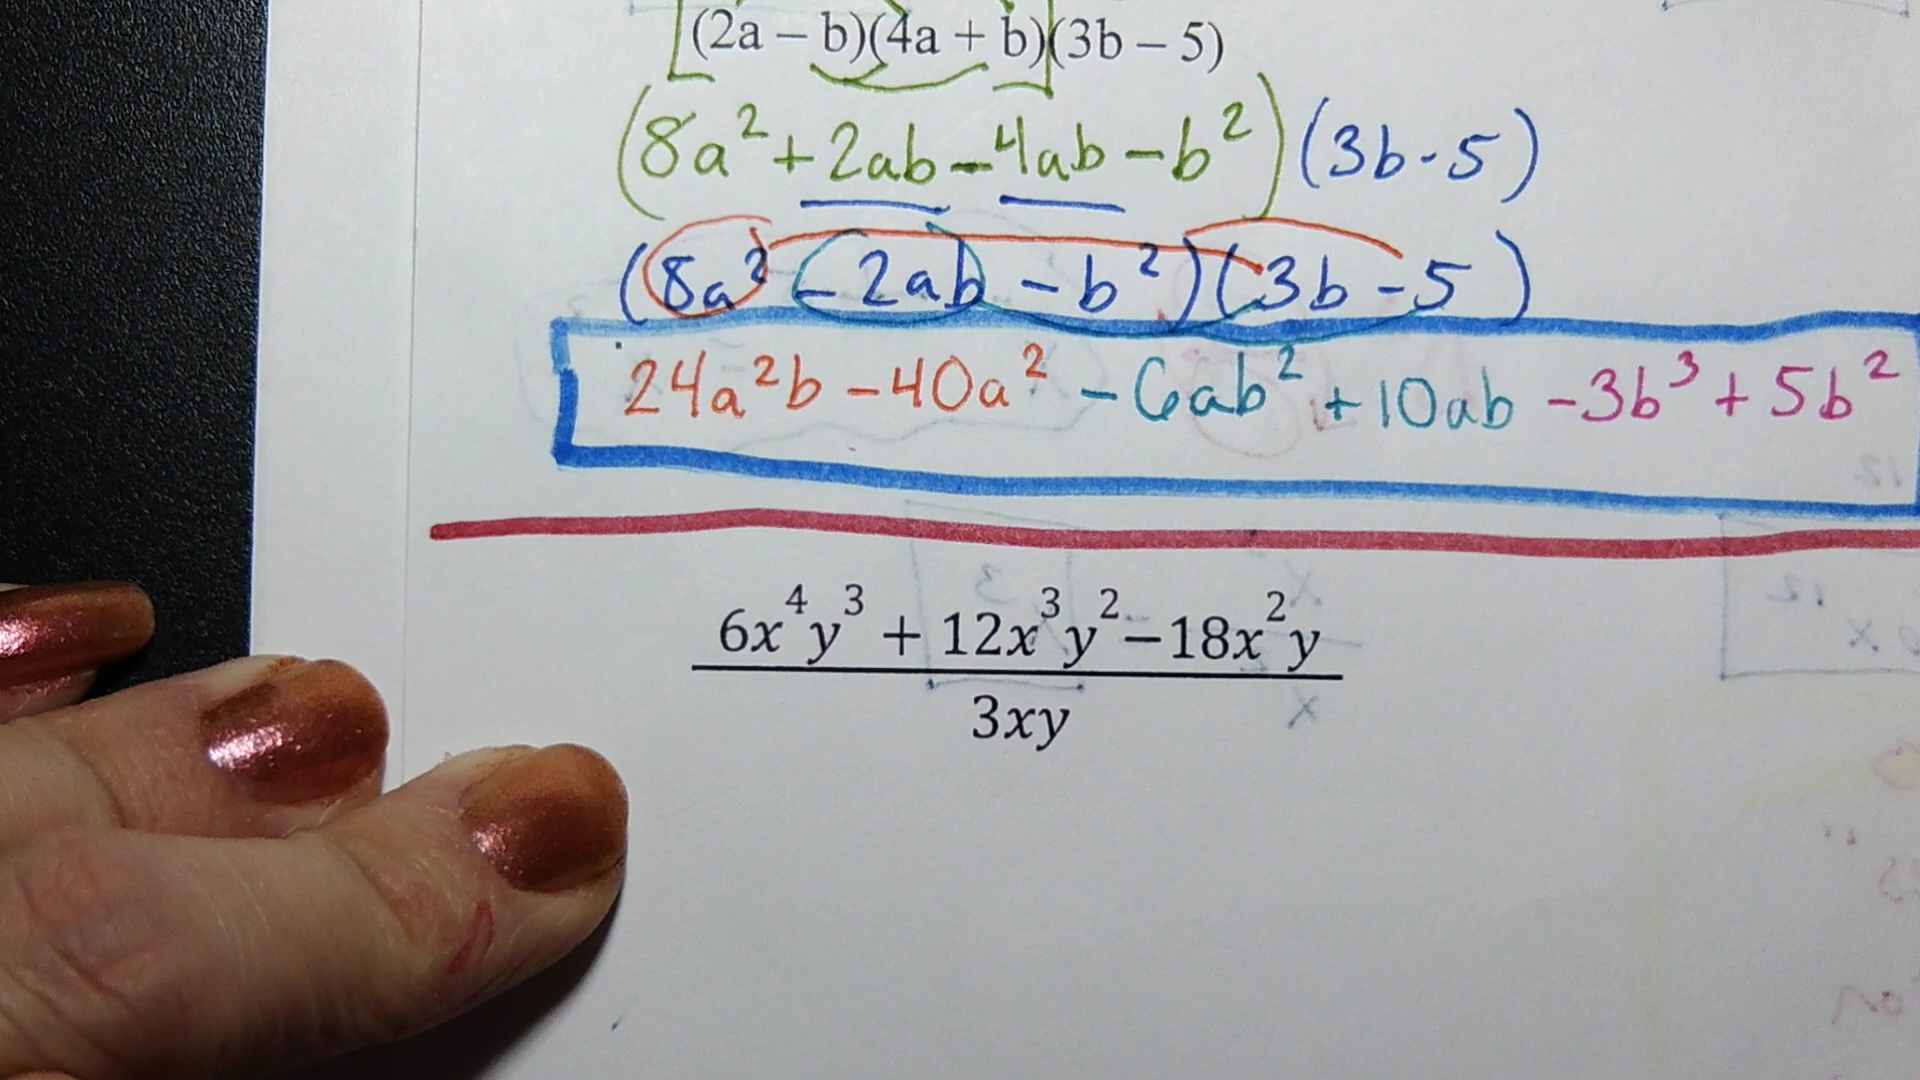 (2a – b)(4a + b)(3b – 5)
(8a² + 2ab - 4ab - b²)(3b - 5)
(8a² - 2ab - b²)(3b - 5)
24a²b - 40a² - 6ab² + 10ab - 3b³ + 5b²
6x⁴y³ + 12x³y² − 18x²y
3xy